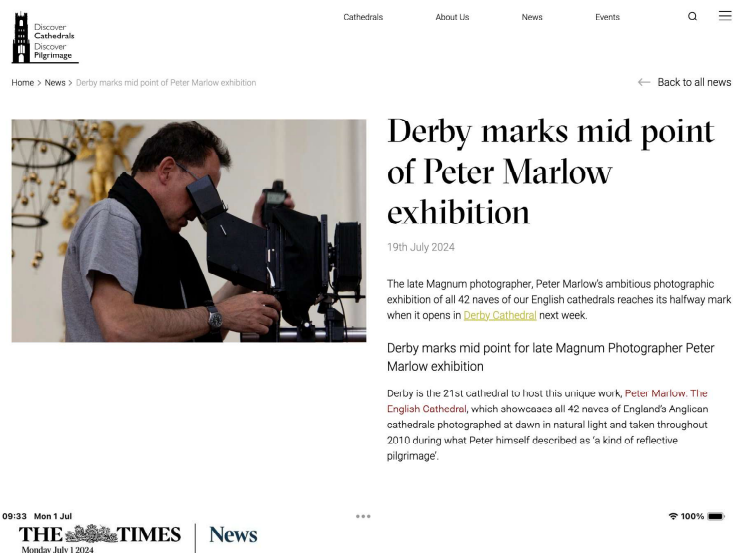 Discover
Cathedrals
Discover
Pilgrimage
Cathedrals About Us News Events
Home > News > Derby marks mid point of Peter Marlow exhibition
Back to all news
Derby marks mid point
of Peter Marlow
exhibition
19th July 2024
The late Magnum photographer, Peter Marlow's ambitious photographic
exhibition of all 42 naves of our English cathedrals reaches its halfway mark
when it opens in Derby Cathedral next week.
Derby marks mid point for late Magnum Photographer Peter
Marlow exhibition
Derby is the 21st cathedral to host this unique work, Peter Marlow: The
English Cathedral, which showcases all 42 naves of England's Anglican
cathedrals photographed at dawn in natural light and taken throughout
2010 during what Peter himself described as 'a kind of reflective
pilgrimage'.
09:33 Mon 1 Jul
100%
THE TIMES News
Monday July 1 2024